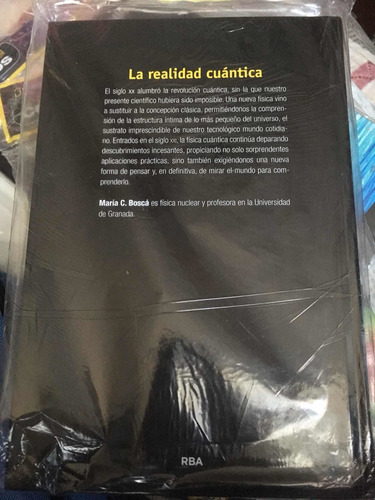 La realidad cuántica
El siglo XX alumbró la revolución cuántica, sin la que nuestro
presente científico hubiera sido imposible. Una nueva física vino
a sustituir a la concepción clásica, permitiéndonos la compren-
sión de la estructura íntima de lo más pequeño del universo, el
sustrato imprescindible de nuestro tecnológico mundo cotidia-
no. Entrados en el siglo XXI, la física cuántica continúa deparando
descubrimientos incesantes, propiciando no solo sorprendentes
aplicaciones prácticas, sino también exigiéndonos una nueva
forma de pensar y, en definitiva, de mirar el mundo para com-
prenderlo.
María C. Boscá es física nuclear y profesora en la Universidad
de Granada.
RBA